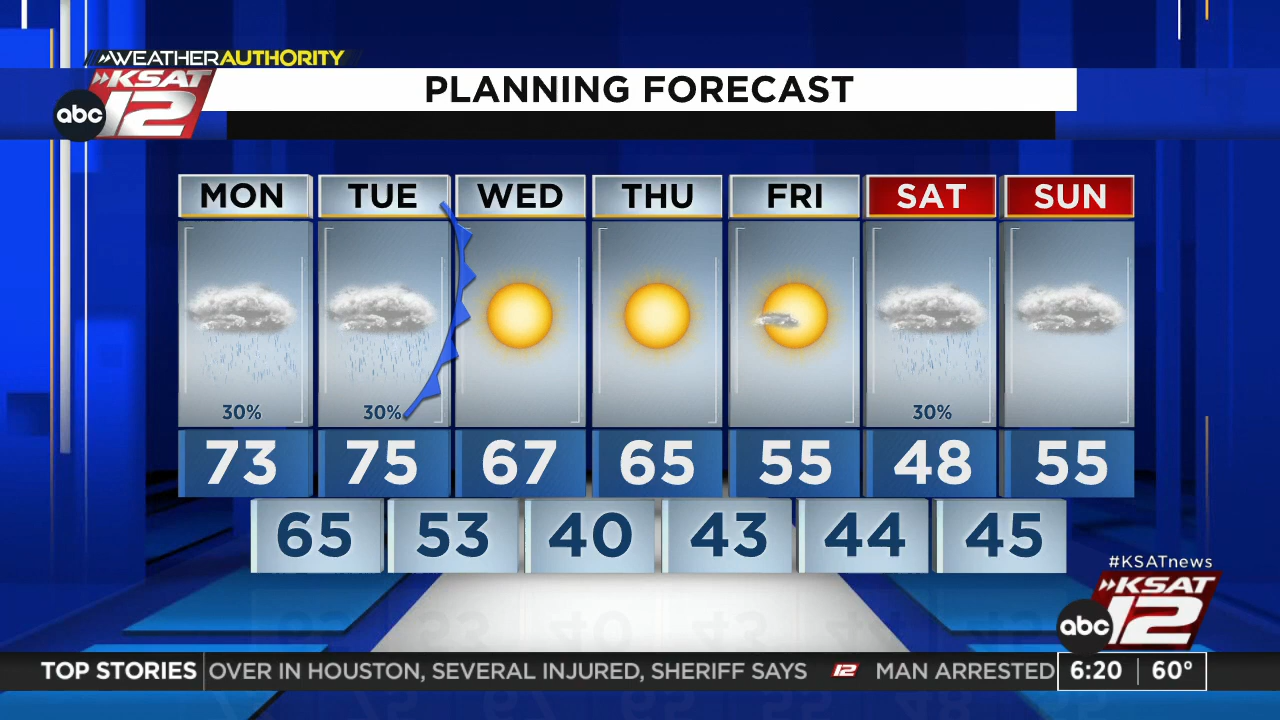 WEATHERAUTHORITY
KSAT
abc
12
PLANNING FORECAST
MON TUE WED THU FRI SAT SUN
30% 30% 30%
73 75 67 65 55 48 55
65 53 40 43 44 45
#KSATnews
KSAT
abc
12
TOP STORIES OVER IN HOUSTON, SEVERAL INJURED, SHERIFF SAYS 12 MAN ARRESTED 6:20 60°